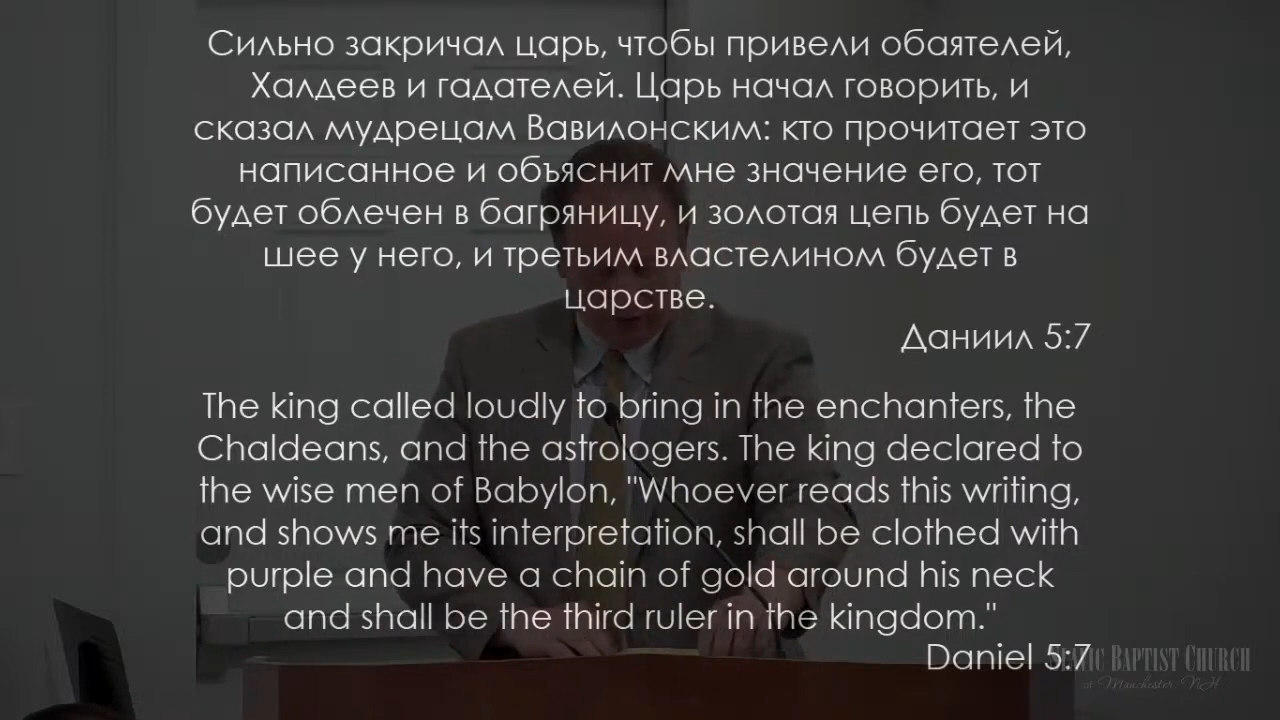 Сильно закричал царь, чтобы привели обаятелей,
Халдеев и гадателей. Царь начал говорить, и
сказал мудрецам Вавилонским: кто прочитает это
написанное и объяснит мне значение его, тот
будет облечен в багряницу, и золотая цепь будет на
шее у него, и третьим властелином будет в
царстве.
Даниил 5:7
The king called loudly to bring in the enchanters, the
Chaldeans, and the astrologers. The king declared to
the wise men of Babylon, "Whoever reads this writing,
and shows me its interpretation, shall be clothed with
purple and have a chain of gold around his neck
and shall be the third ruler in the kingdom."
Daniel 5:7
Baptist Church
of Manchester, NH